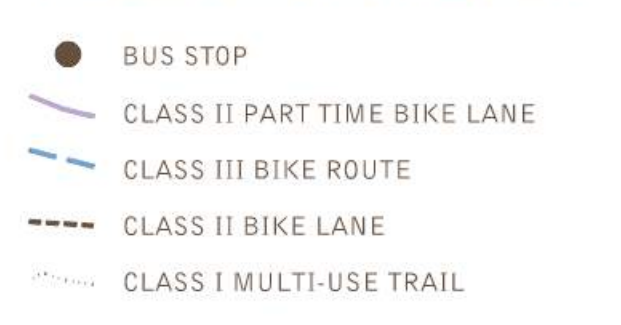 BUS STOP
CLASS II PART TIME BIKE LANE
CLASS III BIKE ROUTE
CLASS II BIKE LANE
CLASS I MULTI-USE TRAIL